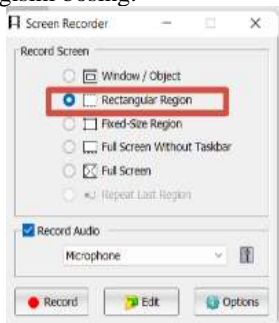 Screen Recorder
Record Screen
Window / Object
Rectangular Region
Fixed-Size Region
Full Screen Without Taskbar
Full Screen
Repeat Last Region
Record Audio
Microphone
Record Edit Options